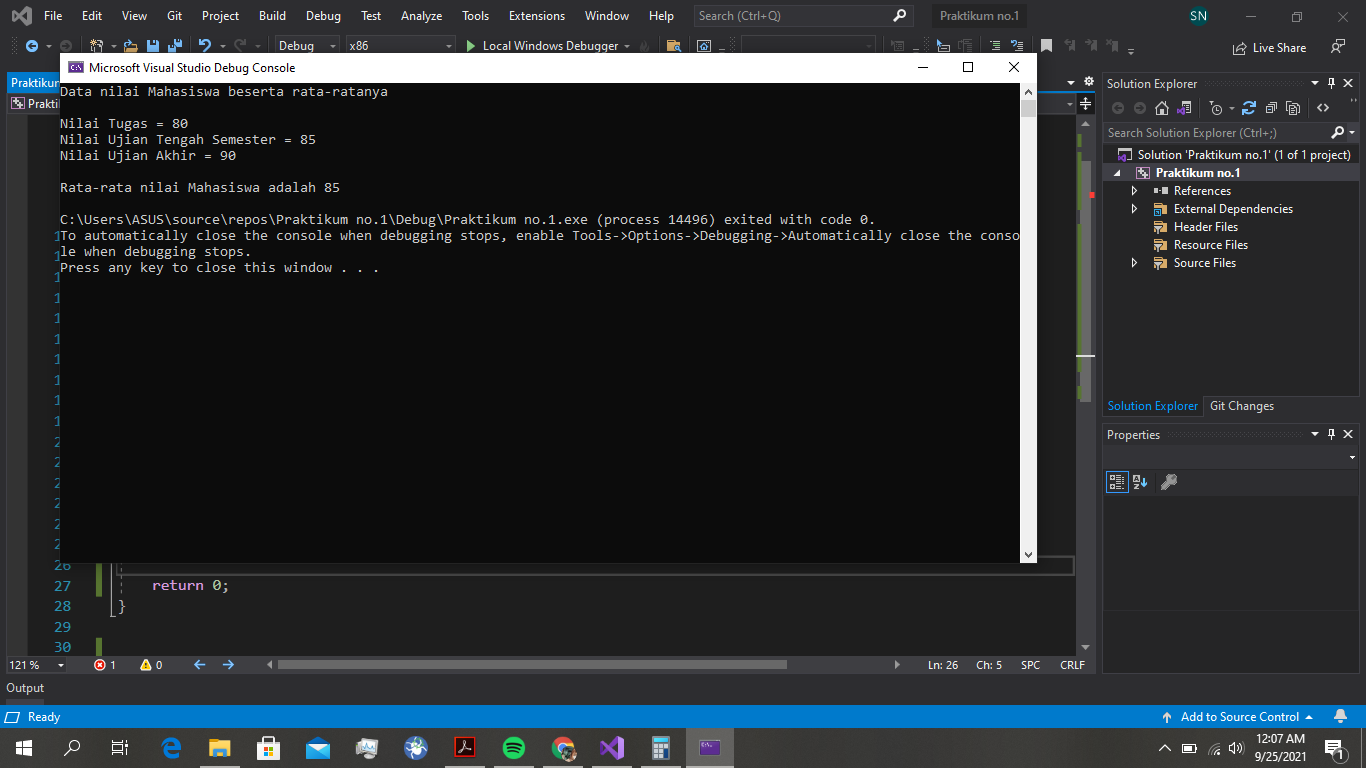 File Edit View Git Project Build Debug Test Analyze Tools Extensions Window Help Search (Ctrl+Q) Praktikum no.1 SN
Debug x86 Local Windows Debugger Live Share
Microsoft Visual Studio Debug Console
Data nilai Mahasiswa beserta rata-ratanya
Nilai Tugas = 80
Nilai Ujian Tengah Semester = 85
Nilai Ujian Akhir = 90
Rata-rata nilai Mahasiswa adalah 85
C:\Users\ASUS\source\repos\Praktikum no.1\Debug\Praktikum no.1.exe (process 14496) exited with code 0.
To automatically close the console when debugging stops, enable Tools->Options->Debugging->Automatically close the conso
le when debugging stops.
Press any key to close this window . . .
26
27 return 0;
28 }
29
30
121 % 1 0 Ln: 26 Ch: 5 SPC CRLF
Output
Ready Add to Source Control
Solution Explorer
Search Solution Explorer (Ctrl+;)
Solution 'Praktikum no.1' (1 of 1 project)
Praktikum no.1
References
External Dependencies
Header Files
Resource Files
Source Files
Solution Explorer Git Changes
Properties
12:07 AM
9/25/2021
1